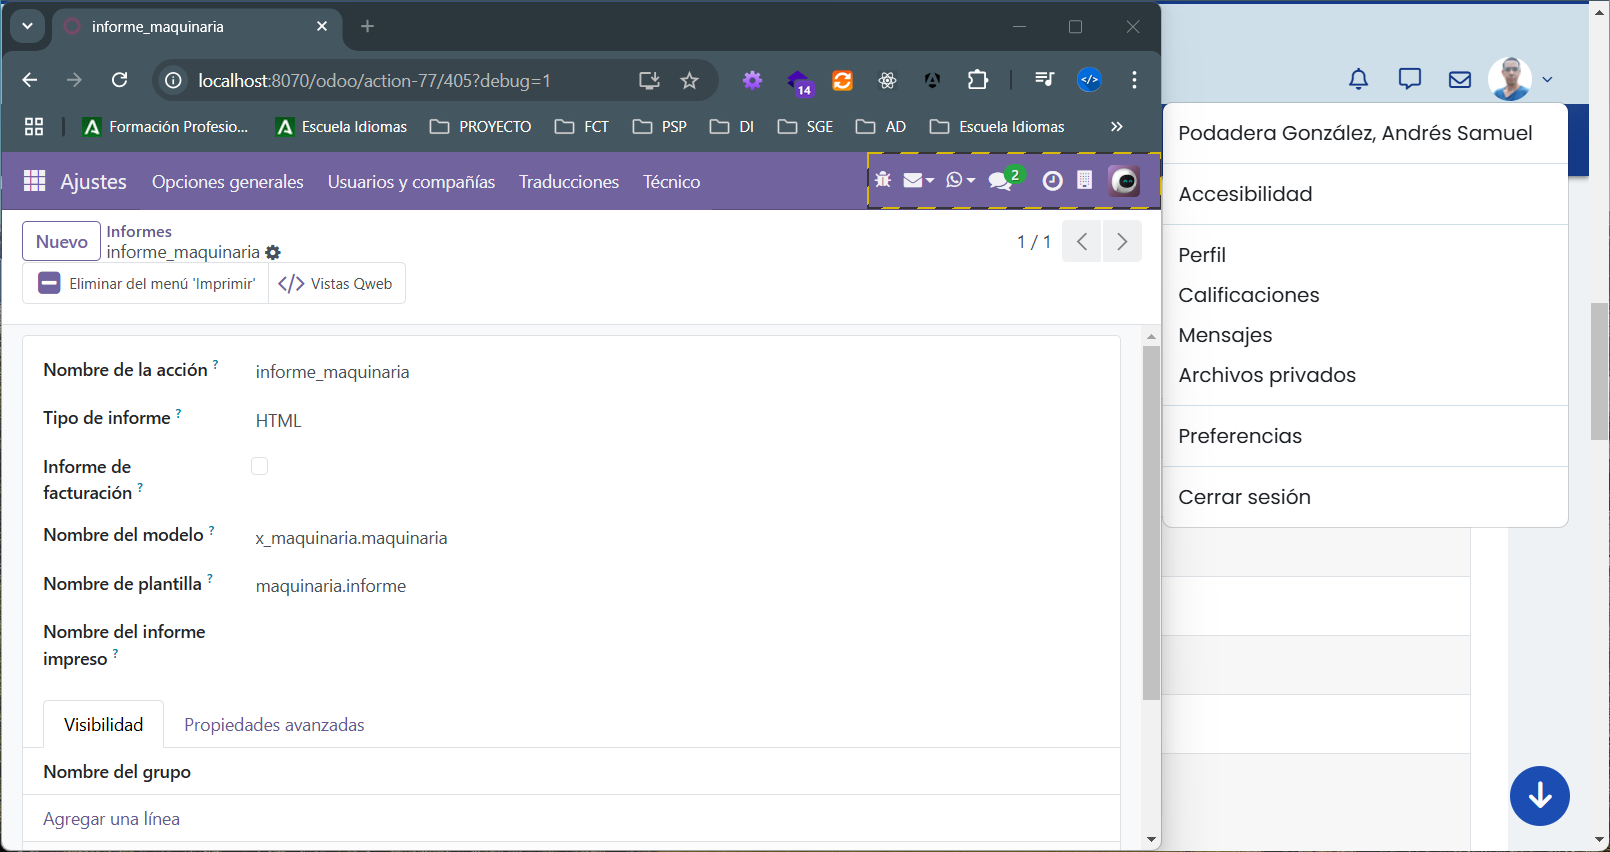 informe_maquinaria
localhost:8070/odoo/action-77/405?debug=1
14
Formación Profesio...
Escuela Idiomas
PROYECTO
FCT
PSP
DI
SGE
AD
Escuela Idiomas
Ajustes
Opciones generales
Usuarios y compañías
Traducciones
Técnico
2
Nuevo
Informes
informe_maquinaria
1 / 1
Eliminar del menú 'Imprimir'
Vistas Qweb
Nombre de la acción ?
informe_maquinaria
Tipo de informe ?
HTML
Informe de
facturación ?
Nombre del modelo ?
x_maquinaria.maquinaria
Nombre de plantilla ?
maquinaria.informe
Nombre del informe
impreso ?
Visibilidad
Propiedades avanzadas
Nombre del grupo
Agregar una línea
Podadera González, Andrés Samuel
Accesibilidad
Perfil
Calificaciones
Mensajes
Archivos privados
Preferencias
Cerrar sesión